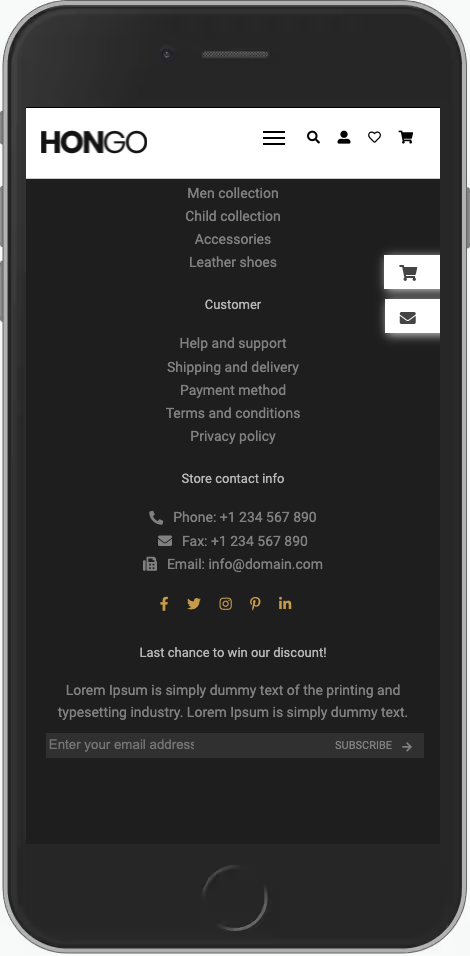 HONGO
Men collection
Child collection
Accessories
Leather shoes
Customer
Help and support
Shipping and delivery
Payment method
Terms and conditions
Privacy policy
Store contact info
Phone: +1 234 567 890
Fax: +1 234 567 890
Email: info@domain.com
Last chance to win our discount!
Lorem Ipsum is simply dummy text of the printing and
typesetting industry. Lorem Ipsum is simply dummy text.
Enter your email address SUBSCRIBE